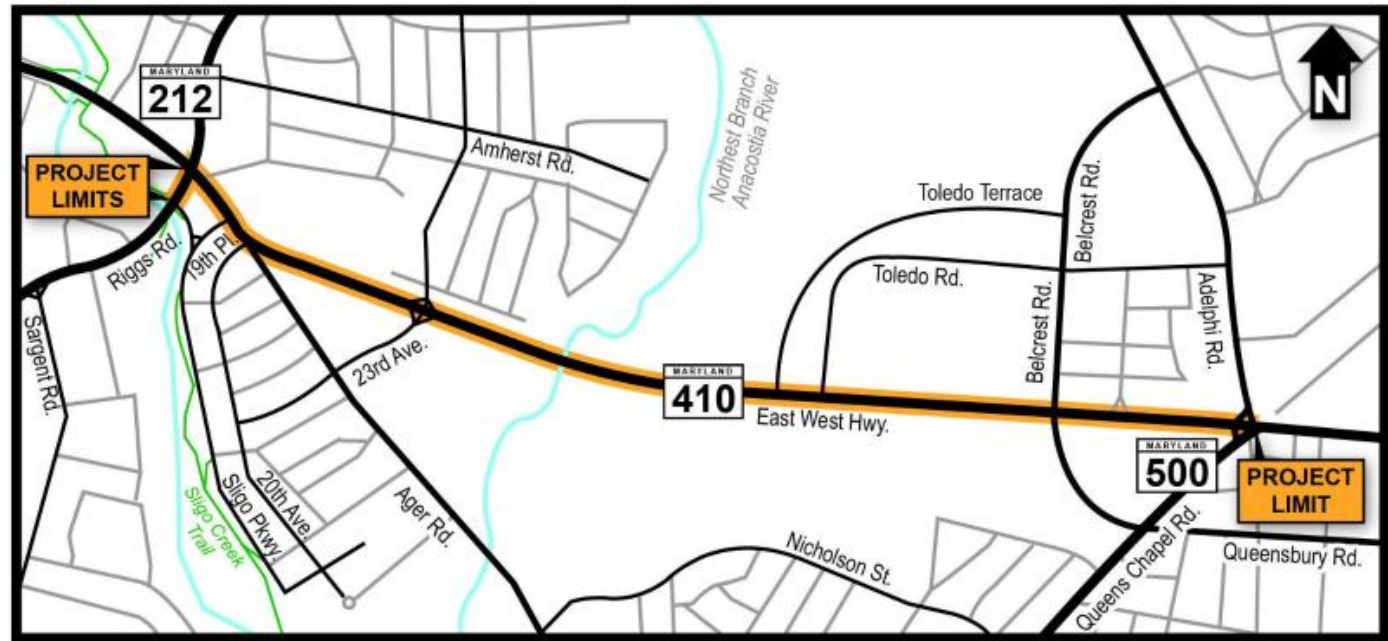 MARYLAND
212
PROJECT
LIMITS
Riggs Rd.
19th Pl.
Sargent Rd.
23rd Ave.
Amherst Rd.
Northest Branch
Anacostia River
Toledo Terrace
Toledo Rd.
Belcrest Rd.
Belcrest Rd.
Adelphi Rd.
N
MARYLAND
410
East West Hwy.
MARYLAND
500
PROJECT
LIMIT
Sligo Creek
Trail
Sligo Pkwy.
20th Ave.
Ager Rd.
Nicholson St.
Queens Chapel Rd.
Queensbury Rd.